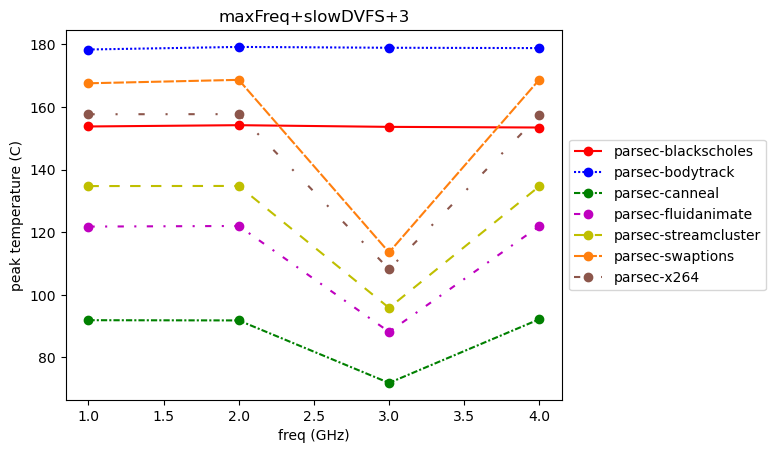 maxFreq+slowDVFS+3
peak temperature (C)
180
160
140
120
100
80
1.0 1.5 2.0 2.5 3.0 3.5 4.0
freq (GHz)
parsec-blackscholes
parsec-bodytrack
parsec-canneal
parsec-fluidanimate
parsec-streamcluster
parsec-swaptions
parsec-x264